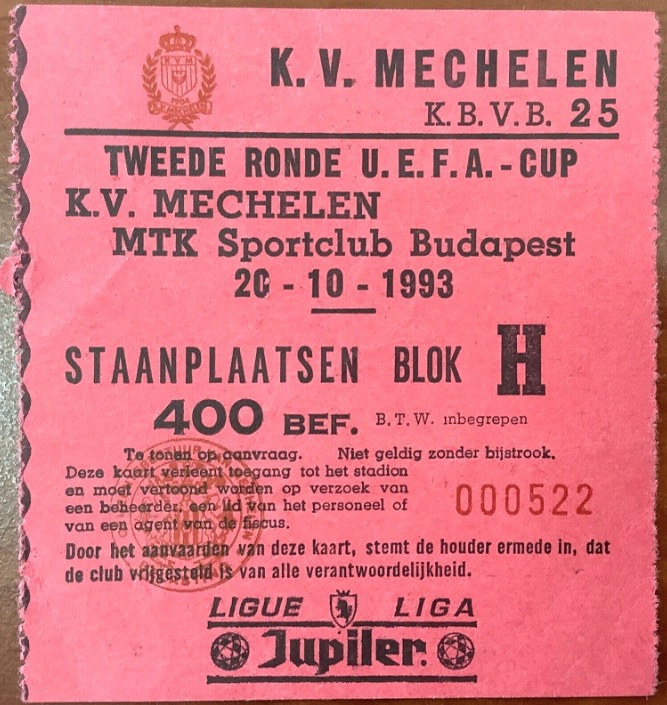 K V M
1904
K.V. MECHELEN
K. V. MECHELEN
K.B.V.B. 25
TWEEDE RONDE U.E.F.A.-CUP
K.V. MECHELEN
MTK Sportclub Budapest
20 - 10 - 1993
STAANPLAATSEN BLOK H
400 BEF. B.T.W. inbegrepen
Te tonen op aanvraag. Niet geldig zonder bijstrook.
Deze kaart verleent toegang tot het stadion
en moet vertoond worden op verzoek van
een beheerder, een lid van het personeel of
van een agent van de fiscus.
000522
Door het aanvaarden van deze kaart, stemt de houder ermede in, dat
de club vrijgesteld is van alle verantwoordelijkheid.
LIGUE LIGA
Jupiler.